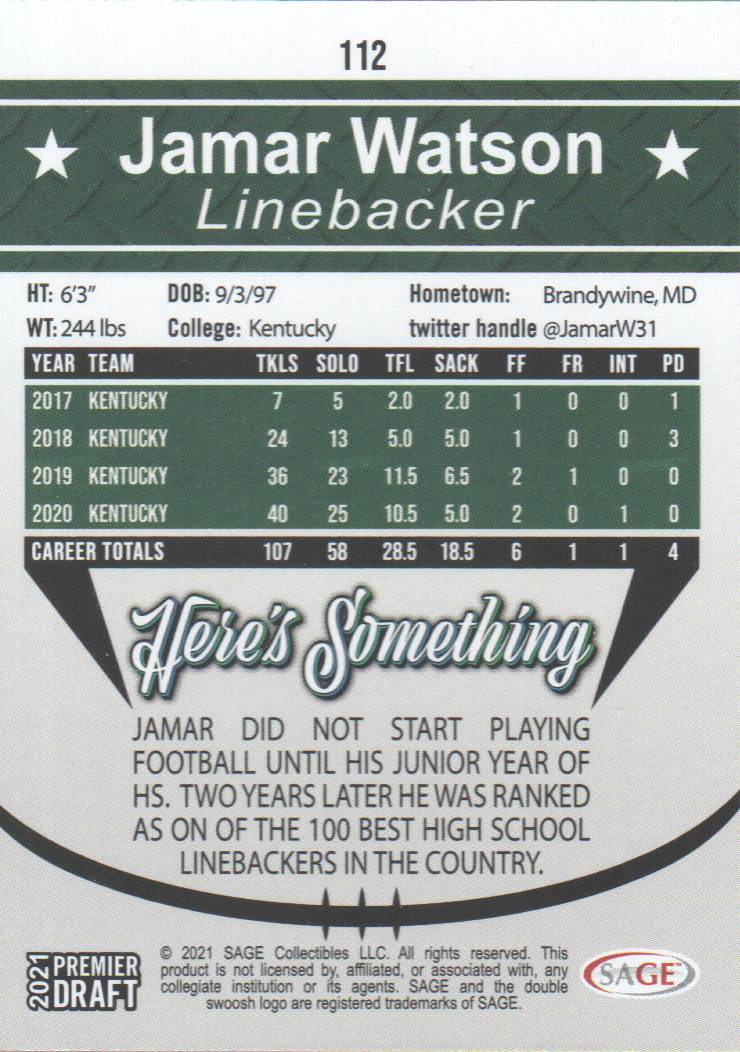 112
Jamar Watson
Linebacker
HT: 6'3" DOB: 9/3/97 Hometown: Brandywine, MD
WT: 244 lbs College: Kentucky twitter handle @JamarW31
YEAR TEAM TKLS SOLO TFL SACK FF FR INT PD
2017 KENTUCKY 7 5 2.0 2.0 1 0 0 1
2018 KENTUCKY 24 13 5.0 5.0 1 0 0 3
2019 KENTUCKY 36 23 11.5 6.5 2 1 0 0
2020 KENTUCKY 40 25 10.5 5.0 2 0 1 0
CAREER TOTALS 107 58 28.5 18.5 6 1 1 4
Here's Something
JAMAR DID NOT START PLAYING
FOOTBALL UNTIL HIS JUNIOR YEAR OF
HS. TWO YEARS LATER HE WAS RANKED
AS ON OF THE 100 BEST HIGH SCHOOL
LINEBACKERS IN THE COUNTRY.
2021 PREMIER
DRAFT
© 2021 SAGE Collectibles LLC. All rights reserved. This
product is not licensed by, affiliated, or associated with, any
collegiate institution or its agents. SAGE and the double
swoosh logo are registered trademarks of SAGE.
SAGE™